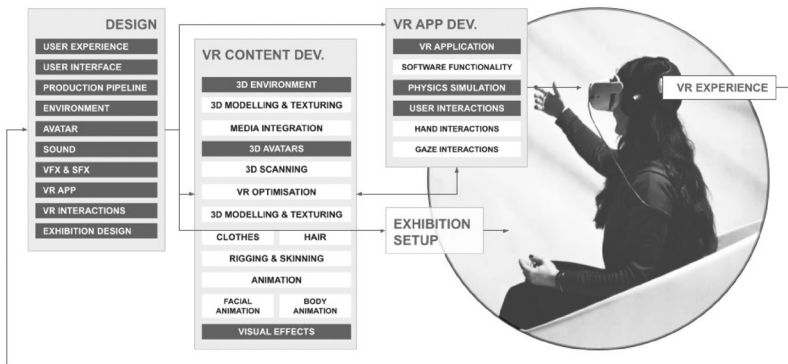 DESIGN
USER EXPERIENCE
USER INTERFACE
PRODUCTION PIPELINE
ENVIRONMENT
AVATAR
SOUND
VFX & SFX
VR APP
VR INTERACTIONS
EXHIBITION DESIGN
VR CONTENT DEV.
3D ENVIRONMENT
3D MODELLING & TEXTURING
MEDIA INTEGRATION
3D AVATARS
3D SCANNING
VR OPTIMISATION
3D MODELLING & TEXTURING
CLOTHES
HAIR
RIGGING & SKINNING
ANIMATION
FACIAL
ANIMATION
BODY
ANIMATION
VISUAL EFFECTS
VR APP DEV.
VR APPLICATION
SOFTWARE FUNCTIONALITY
PHYSICS SIMULATION
USER INTERACTIONS
HAND INTERACTIONS
GAZE INTERACTIONS
EXHIBITION
SETUP
VR EXPERIENCE